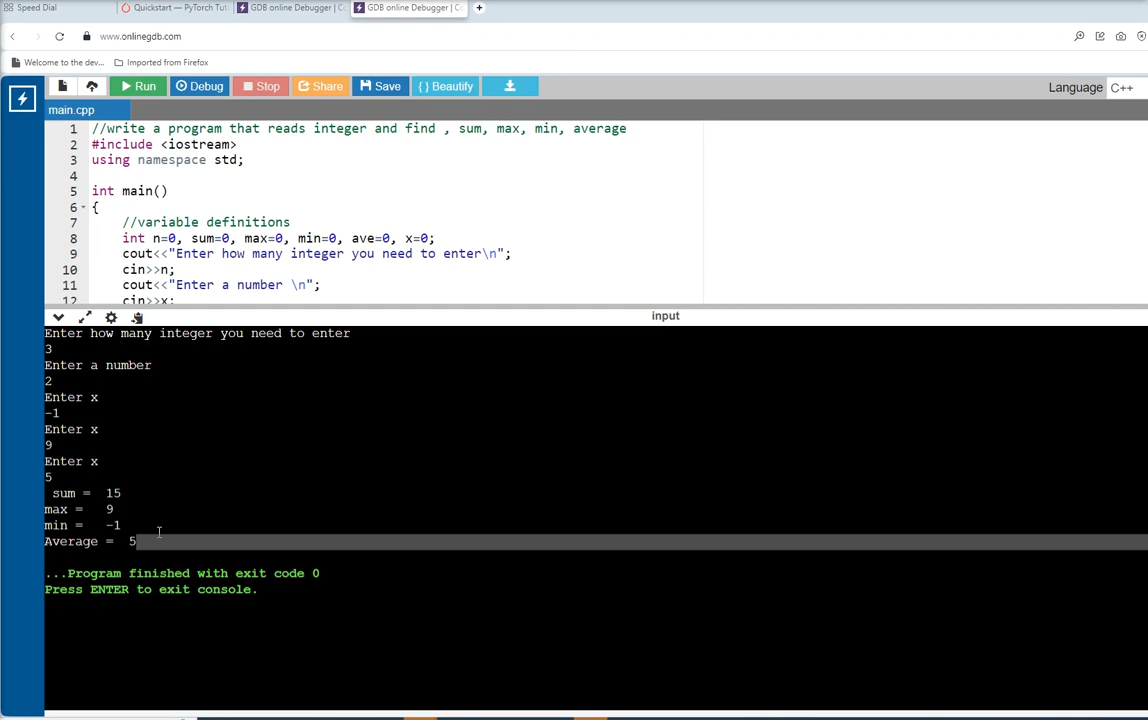 Speed Dial
Quickstart — PyTorch Tut
GDB online Debugger | Co
GDB online Debugger | Co
www.onlinegdb.com
Welcome to the dev...
Imported from Firefox
Run
Debug
Stop
Share
Save
{ } Beautify
Language C++
main.cpp
1 //write a program that reads integer and find , sum, max, min, average
2 #include <iostream>
3 using namespace std;
4
5 int main()
6 {
7 //variable definitions
8 int n=0, sum=0, max=0, min=0, ave=0, x=0;
9 cout<<"Enter how many integer you need to enter\n";
10 cin>>n;
11 cout<<"Enter a number \n";
12 cin>>x;
input
Enter how many integer you need to enter
3
Enter a number
2
Enter x
-1
Enter x
9
Enter x
5
sum = 15
max = 9
min = -1
Average = 5
...Program finished with exit code 0
Press ENTER to exit console.